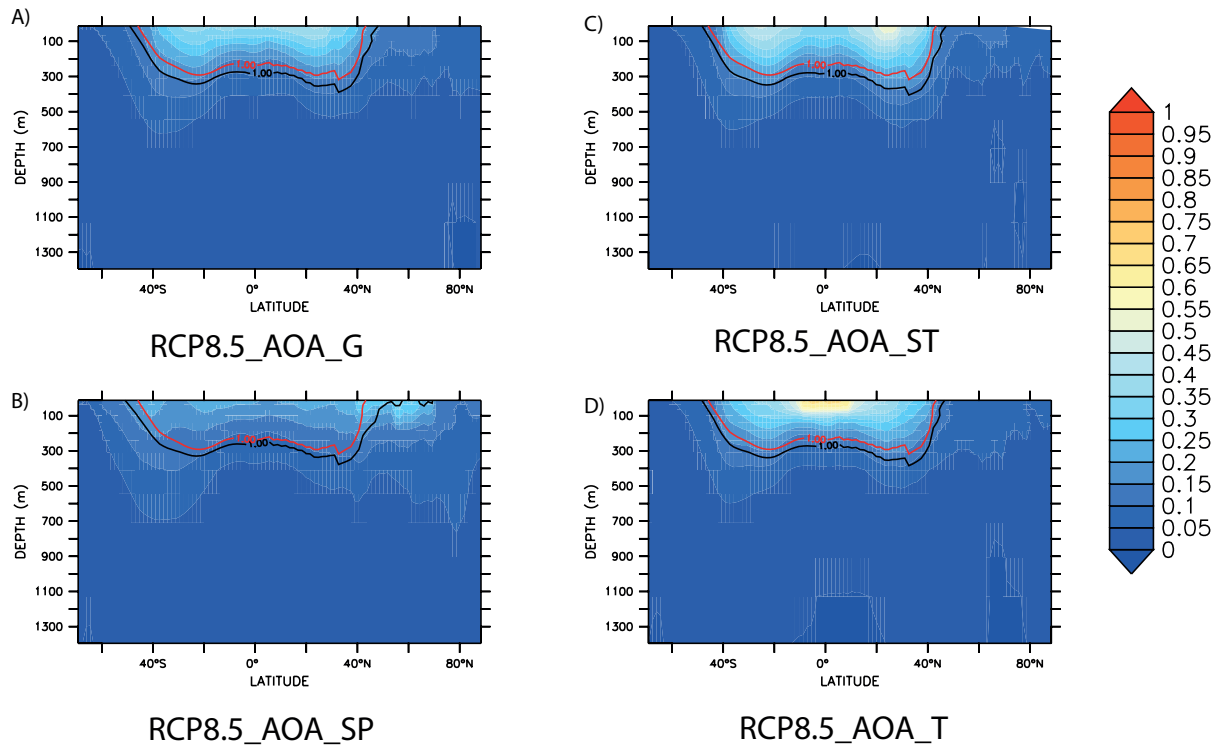 A)
DEPTH (m)
100
300
500
700
900
1100
1300
1.00
1.00
40°S 0° 40°N 80°N
LATITUDE
RCP8.5_AOA_G
B)
DEPTH (m)
100
300
500
700
900
1100
1300
1.00
1.00
40°S 0° 40°N 80°N
LATITUDE
RCP8.5_AOA_SP
C)
DEPTH (m)
100
300
500
700
900
1100
1300
1.00
1.00
40°S 0° 40°N 80°N
LATITUDE
RCP8.5_AOA_ST
D)
DEPTH (m)
100
300
500
700
900
1100
1300
1.00
1.00
40°S 0° 40°N 80°N
LATITUDE
RCP8.5_AOA_T
1
0.95
0.9
0.85
0.8
0.75
0.7
0.65
0.6
0.55
0.5
0.45
0.4
0.35
0.3
0.25
0.2
0.15
0.1
0.05
0